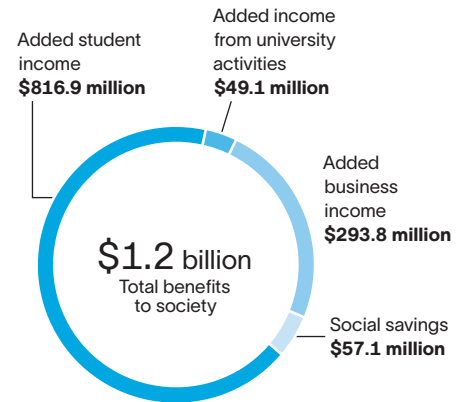 Added student
income
$816.9 million
Added income
from university
activities
$49.1 million
Added
business
income
$293.8 million
$1.2 billion
Total benefits
to society
Social savings
$57.1 million